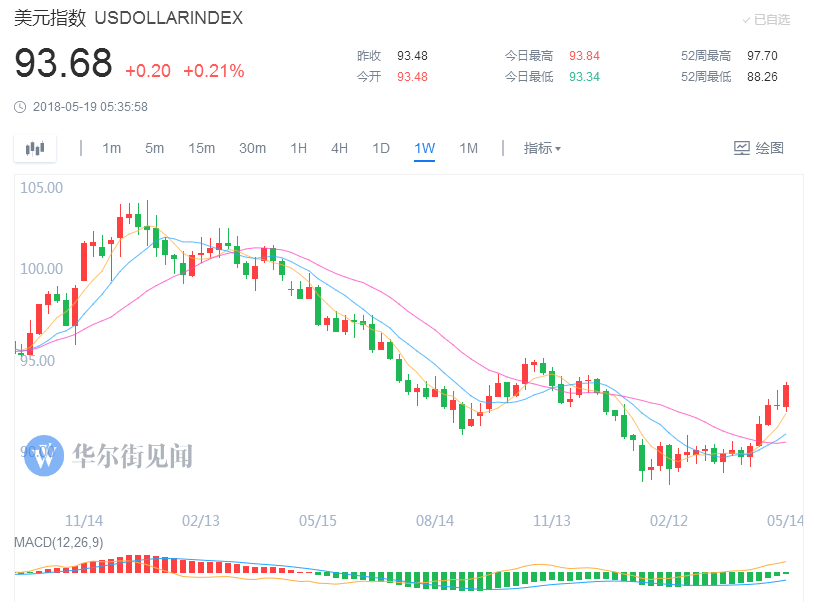 美元指数 USDOLLARINDEX
已自选
93.68 +0.20 +0.21%
昨收 93.48 今日最高 93.84 52周最高 97.70
今开 93.48 今日最低 93.34 52周最低 88.26
2018-05-19 05:35:58
1m 5m 15m 30m 1H 4H 1D 1W 1M 指标 绘图
105.00
100.00
95.00
90.00
华尔街见闻
11/14 02/13 05/15 08/14 11/13 02/12 05/14
MACD(12,26,9)